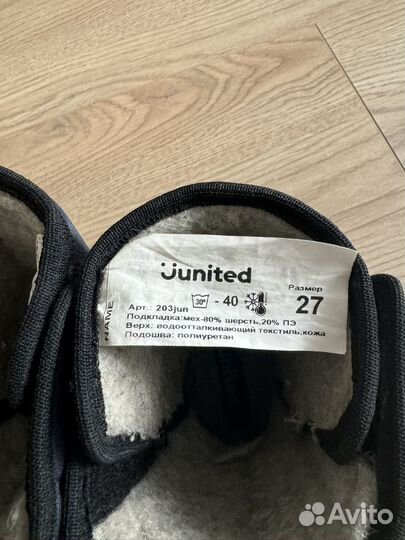 Junited
Размер
30° - 40
27
Арт.: 203jun
Подкладка:мех-80% шерсть,20% ПЭ
Верх: водоотталкивающий текстиль,кожа
Подошва: полиуретан
NAME
Avito